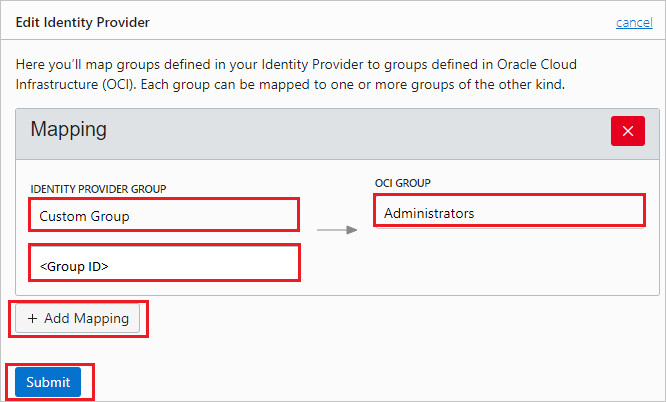 Edit Identity Provider
cancel
Here you'll map groups defined in your Identity Provider to groups defined in Oracle Cloud
Infrastructure (OCI). Each group can be mapped to one or more groups of the other kind.
Mapping
IDENTITY PROVIDER GROUP
OCI GROUP
Custom Group
Administrators
<Group ID>
+ Add Mapping
Submit